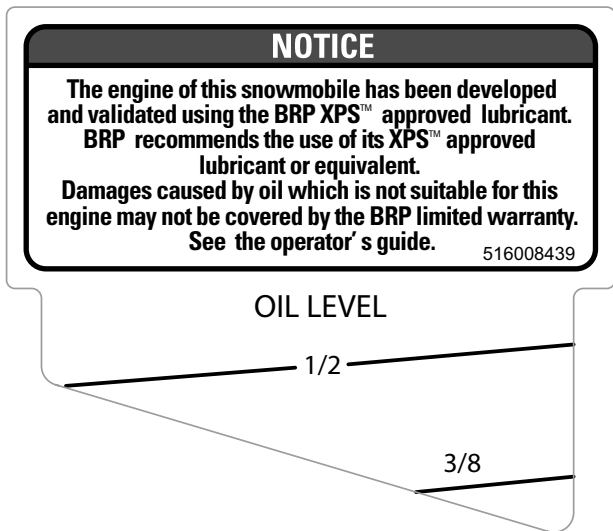 NOTICE
The engine of this snowmobile has been developed
and validated using the BRP XPS™ approved lubricant.
BRP recommends the use of its XPS™ approved
lubricant or equivalent.
Damages caused by oil which is not suitable for this
engine may not be covered by the BRP limited warranty.
See the operator' s guide.
516008439
OIL LEVEL
1/2
3/8